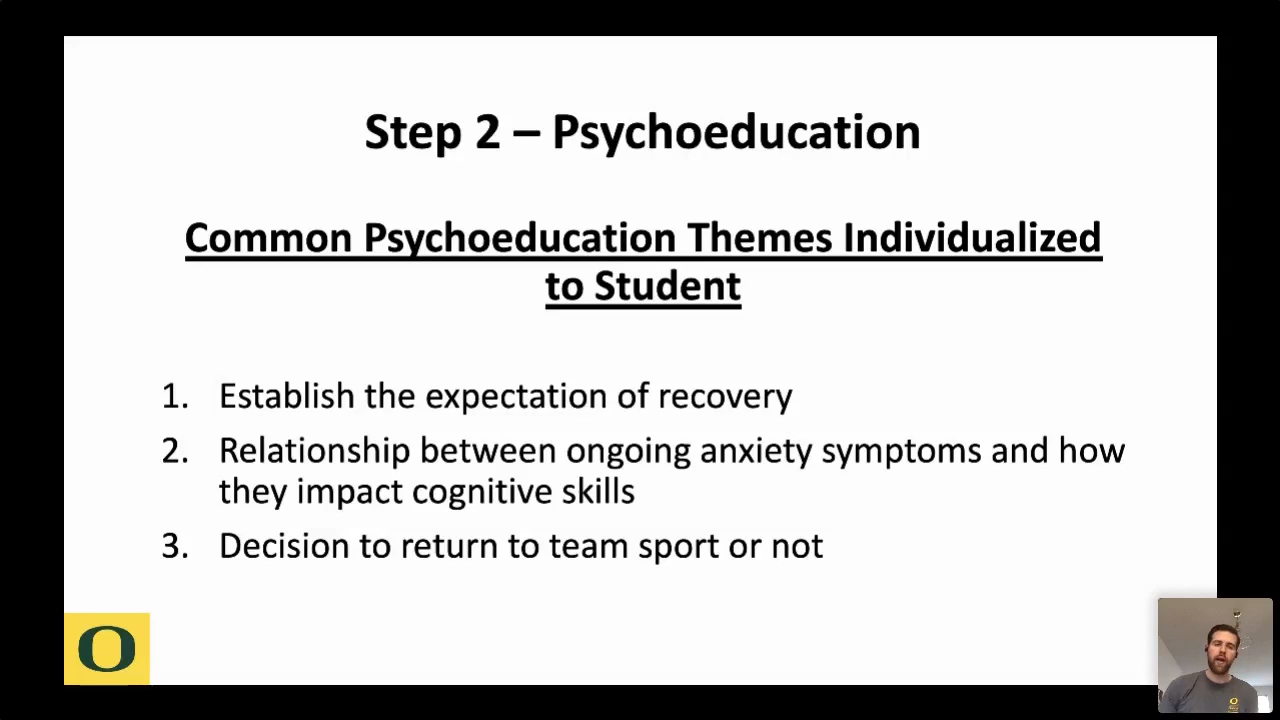 Step 2 – Psychoeducation
Common Psychoeducation Themes Individualized
to Student
1. Establish the expectation of recovery
2. Relationship between ongoing anxiety symptoms and how
they impact cognitive skills
3. Decision to return to team sport or not
O